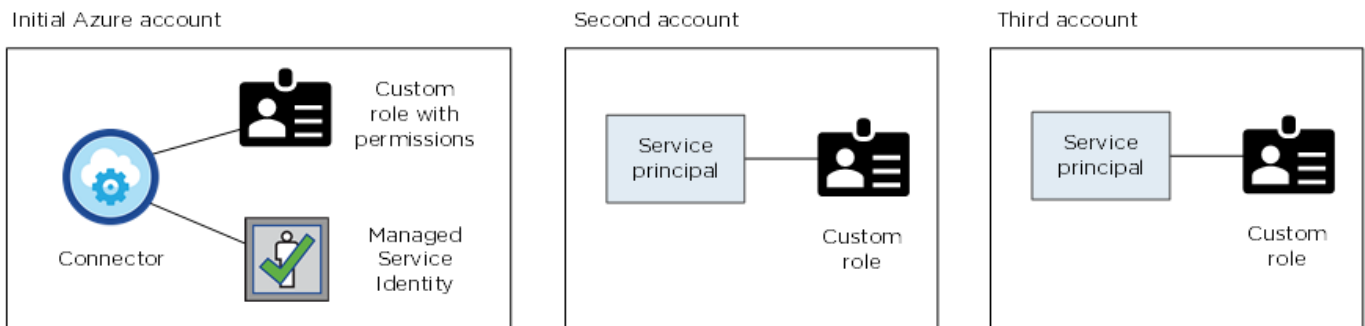 Initial Azure account
Second account
Third account
Custom
role with
permissions
Connector
Managed
Service
Identity
Service
principal
Custom
role
Service
principal
Custom
role